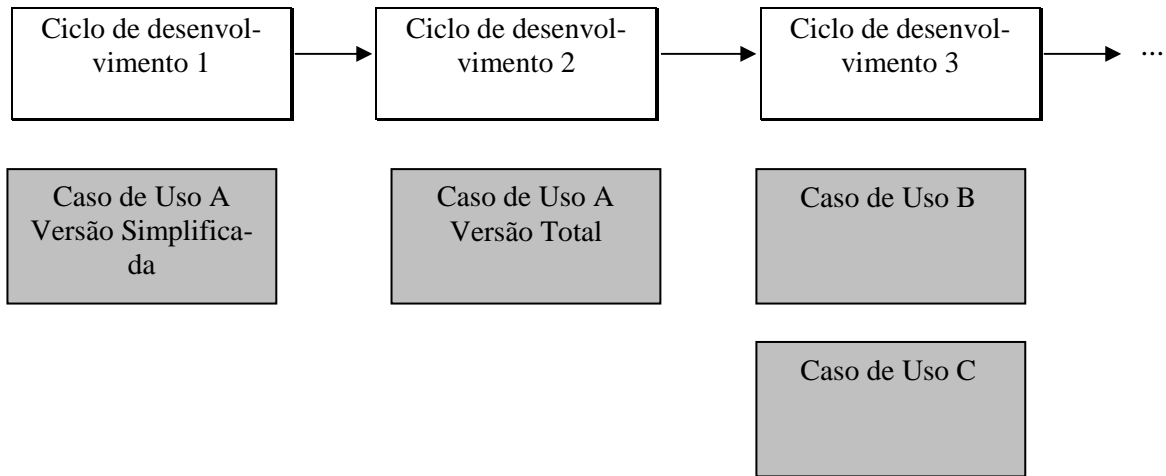 Ciclo de desenvol-
vimento 1
Ciclo de desenvol-
vimento 2
Ciclo de desenvol-
vimento 3
...
Caso de Uso A
Versão Simplifica-
da
Caso de Uso A
Versão Total
Caso de Uso B
Caso de Uso C